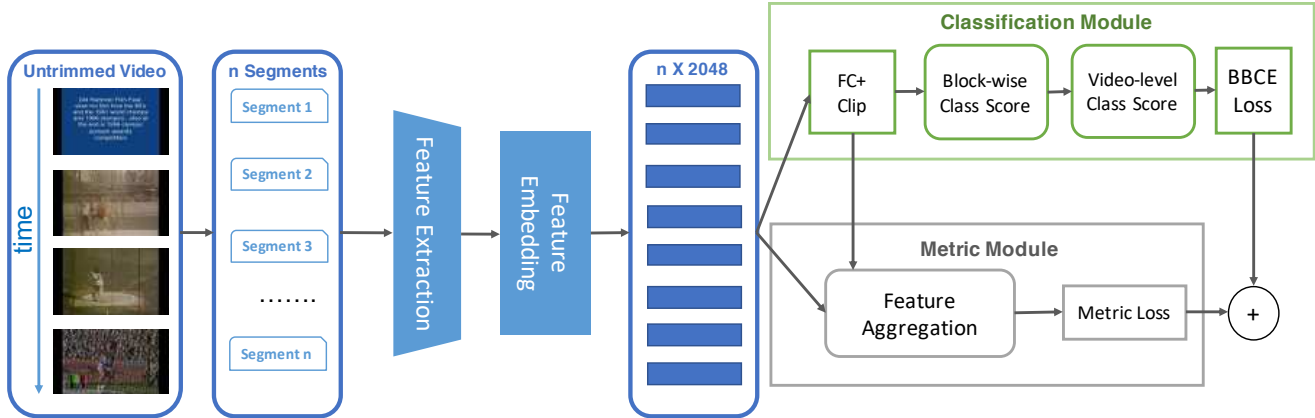 Untrimmed Video
time
n Segments
Segment 1
Segment 2
Segment 3
.......
Segment n
Feature Extraction
Feature
Embedding
n X 2048
Classification Module
FC+
Clip
Block-wise
Class Score
Video-level
Class Score
BBCE
Loss
Metric Module
Feature
Aggregation
Metric Loss
+